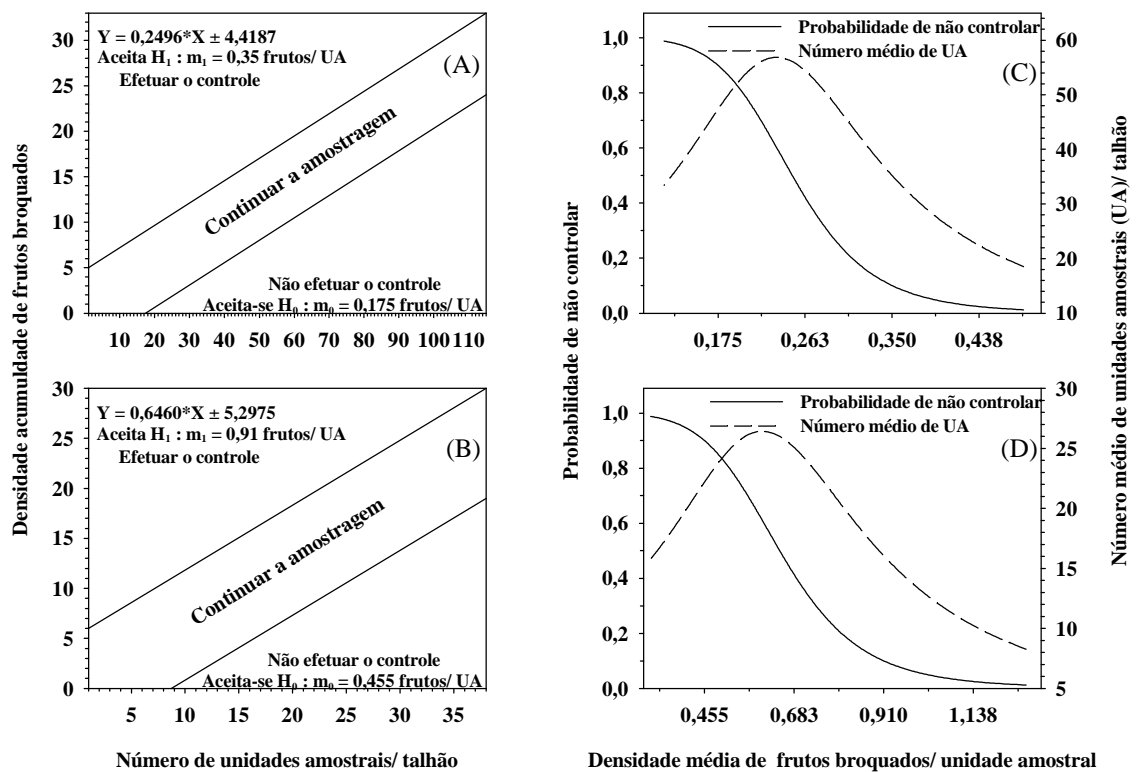 Densidade acumuldade de frutos broquados
30
25
20
15
10
5
0
Y = 0,2496*X ± 4,4187
Aceita H₁ : m₁ = 0,35 frutos/ UA
Efetuar o controle
(A)
Continuar a amostragem
Não efetuar o controle
Aceita-se H₀ : m₀ = 0,175 frutos/ UA
10 20 30 40 50 60 70 80 90 100 110
30
25
20
15
10
5
0
Y = 0,6460*X ± 5,2975
Aceita H₁ : m₁ = 0,91 frutos/ UA
Efetuar o controle
(B)
Continuar a amostragem
Não efetuar o controle
Aceita-se H₀ : m₀ = 0,455 frutos/ UA
5 10 15 20 25 30 35
Número de unidades amostrais/ talhão
Probabilidade de não controlar
1,0
0,8
0,6
0,4
0,2
0,0
Probabilidade de não controlar
Número médio de UA
(C)
60
50
40
30
20
10
0,175 0,263 0,350 0,438
1,0
0,8
0,6
0,4
0,2
0,0
Probabilidade de não controlar
Número médio de UA
(D)
30
25
20
15
10
5
0,455 0,683 0,910 1,138
Densidade média de frutos broquados/ unidade amostral
Número médio de unidades amostrais (UA)/ talhão